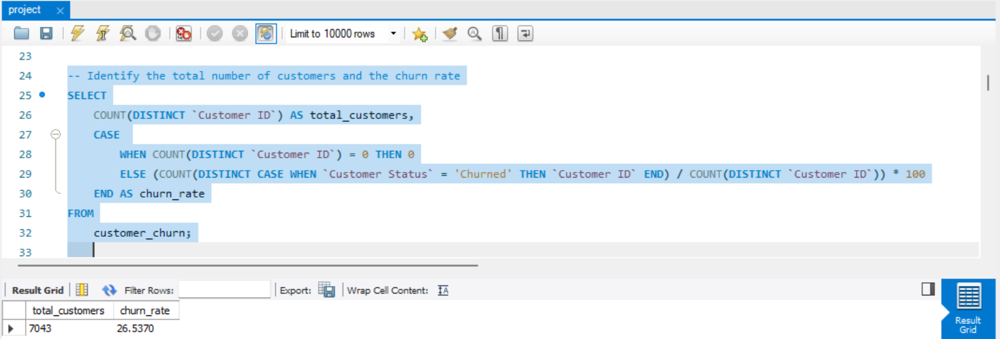 project
Limit to 10000 rows
23
24 -- Identify the total number of customers and the churn rate
25 SELECT
26 COUNT(DISTINCT `Customer ID`) AS total_customers,
27 CASE
28 WHEN COUNT(DISTINCT `Customer ID`) = 0 THEN 0
29 ELSE (COUNT(DISTINCT CASE WHEN `Customer Status` = 'Churned' THEN `Customer ID` END) / COUNT(DISTINCT `Customer ID`)) * 100
30 END AS churn_rate
31 FROM
32 customer_churn;
33
Result Grid Filter Rows: Export: Wrap Cell Content:
total_customers churn_rate
7043 26.5370
Result
Grid